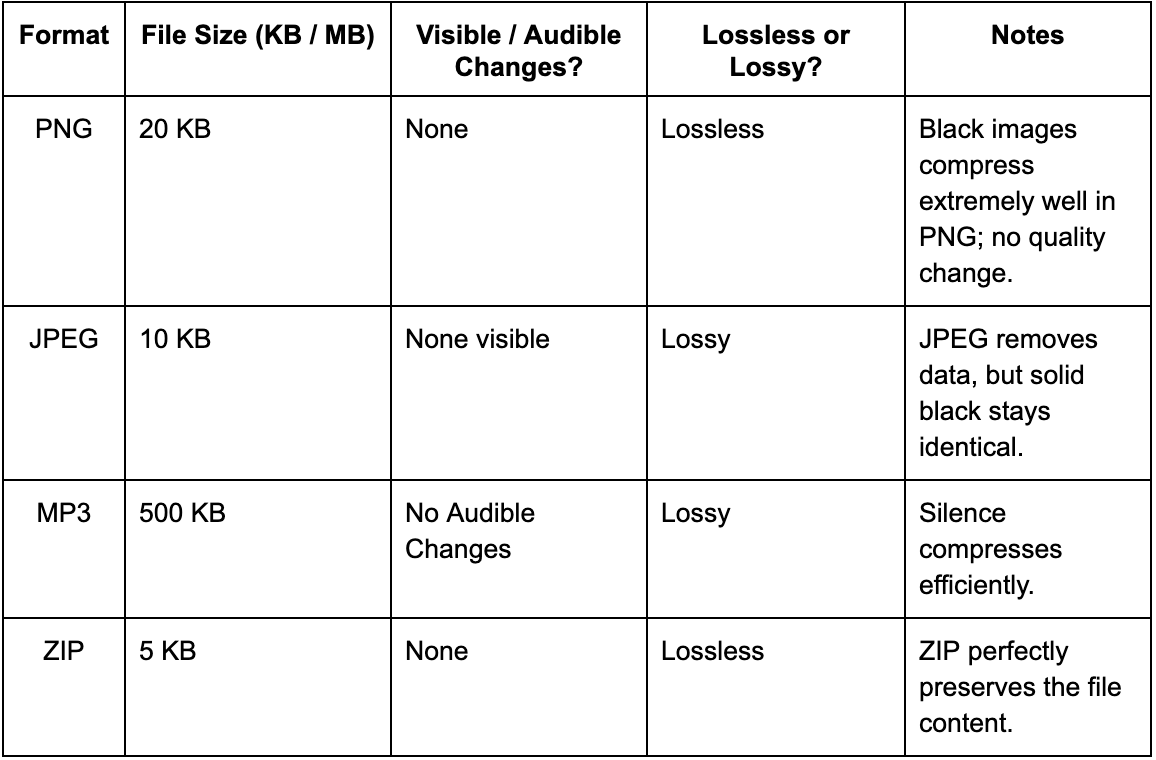 Format File Size (KB / MB) Visible / Audible Changes? Lossless or Lossy? Notes
PNG 20 KB None Lossless Black images
compress
extremely well in
PNG; no quality
change.
JPEG 10 KB None visible Lossy JPEG removes
data, but solid
black stays
identical.
MP3 500 KB No Audible Changes Lossy Silence
compresses
efficiently.
ZIP 5 KB None Lossless ZIP perfectly
preserves the file
content.